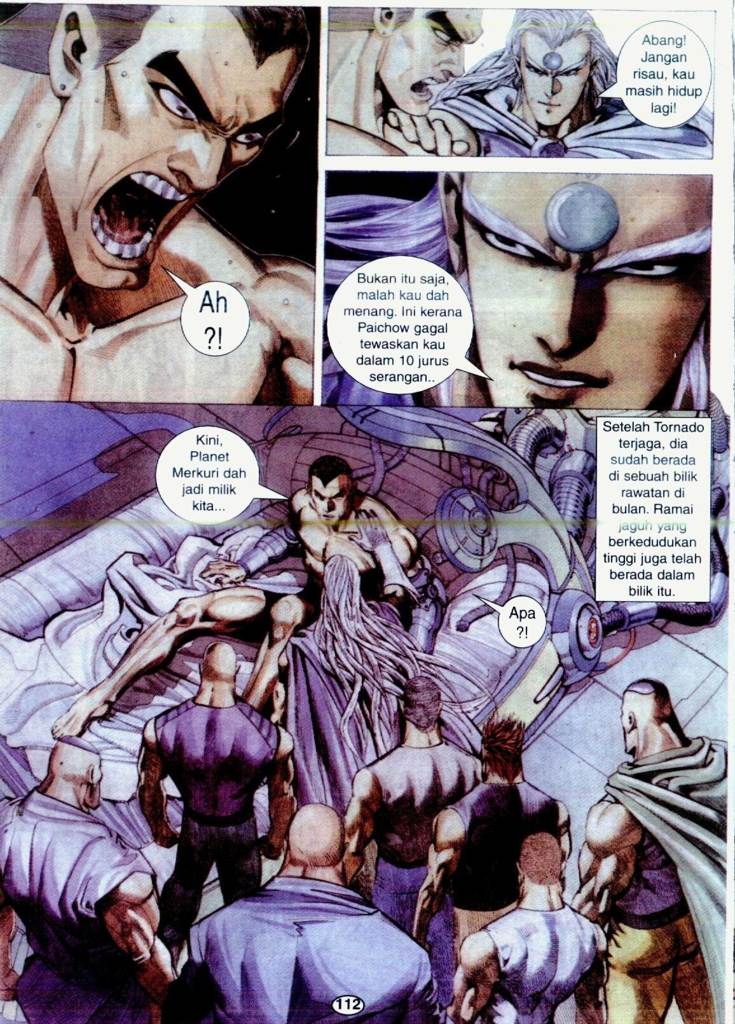 Ah
?!
Abang!
Jangan
risau, kau
masih hidup
lagi!
Bukan itu saja,
malah kau dah
menang. Ini kerana
Paichow gagal
tewaskan kau
dalam 10 jurus
serangan..
Setelah Tornado
terjaga, dia
sudah berada
di sebuah bilik
rawatan di
bulan. Ramai
jaguh yang
berkedudukan
tinggi juga telah
berada dalam
bilik itu.
Kini,
Planet
Merkuri dah
jadi milik
kita...
Apa
?!
112